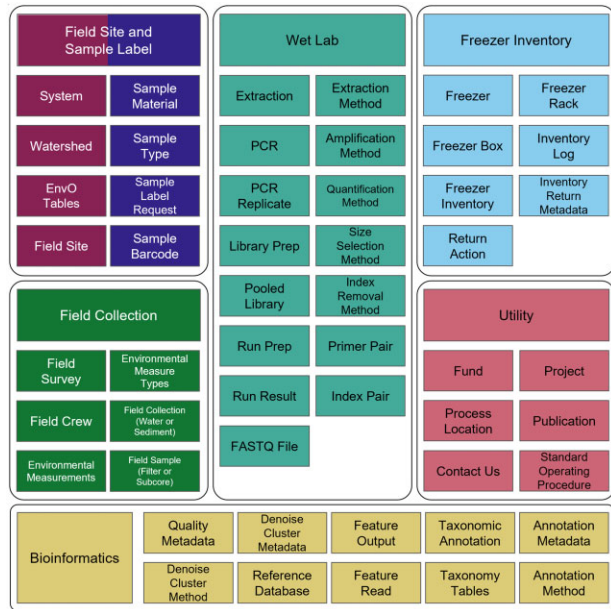 Field Site and
Sample Label
System
Sample
Material
Watershed
Sample
Type
EnvO
Tables
Sample
Label
Request
Field Site
Sample
Barcode
Field Collection
Field
Survey
Environmental
Measure
Types
Field Crew
Field Collection
(Water or
Sediment)
Environmental
Measurements
Field Sample
(Filter or
Subcore)
Wet Lab
Extraction
Extraction
Method
PCR
Amplification
Method
PCR
Replicate
Quantification
Method
Library Prep
Size
Selection
Method
Pooled
Library
Index
Removal
Method
Run Prep
Primer Pair
Run Result
Index Pair
FASTQ File
Freezer Inventory
Freezer
Freezer
Rack
Freezer Box
Inventory
Log
Freezer
Inventory
Inventory
Return
Metadata
Return
Action
Utility
Fund
Project
Process
Location
Publication
Contact Us
Standard
Operating
Procedure
Bioinformatics
Quality
Metadata
Denoise
Cluster
Metadata
Feature
Output
Taxonomic
Annotation
Annotation
Metadata
Denoise
Cluster
Method
Reference
Database
Feature
Read
Taxonomy
Tables
Annotation
Method